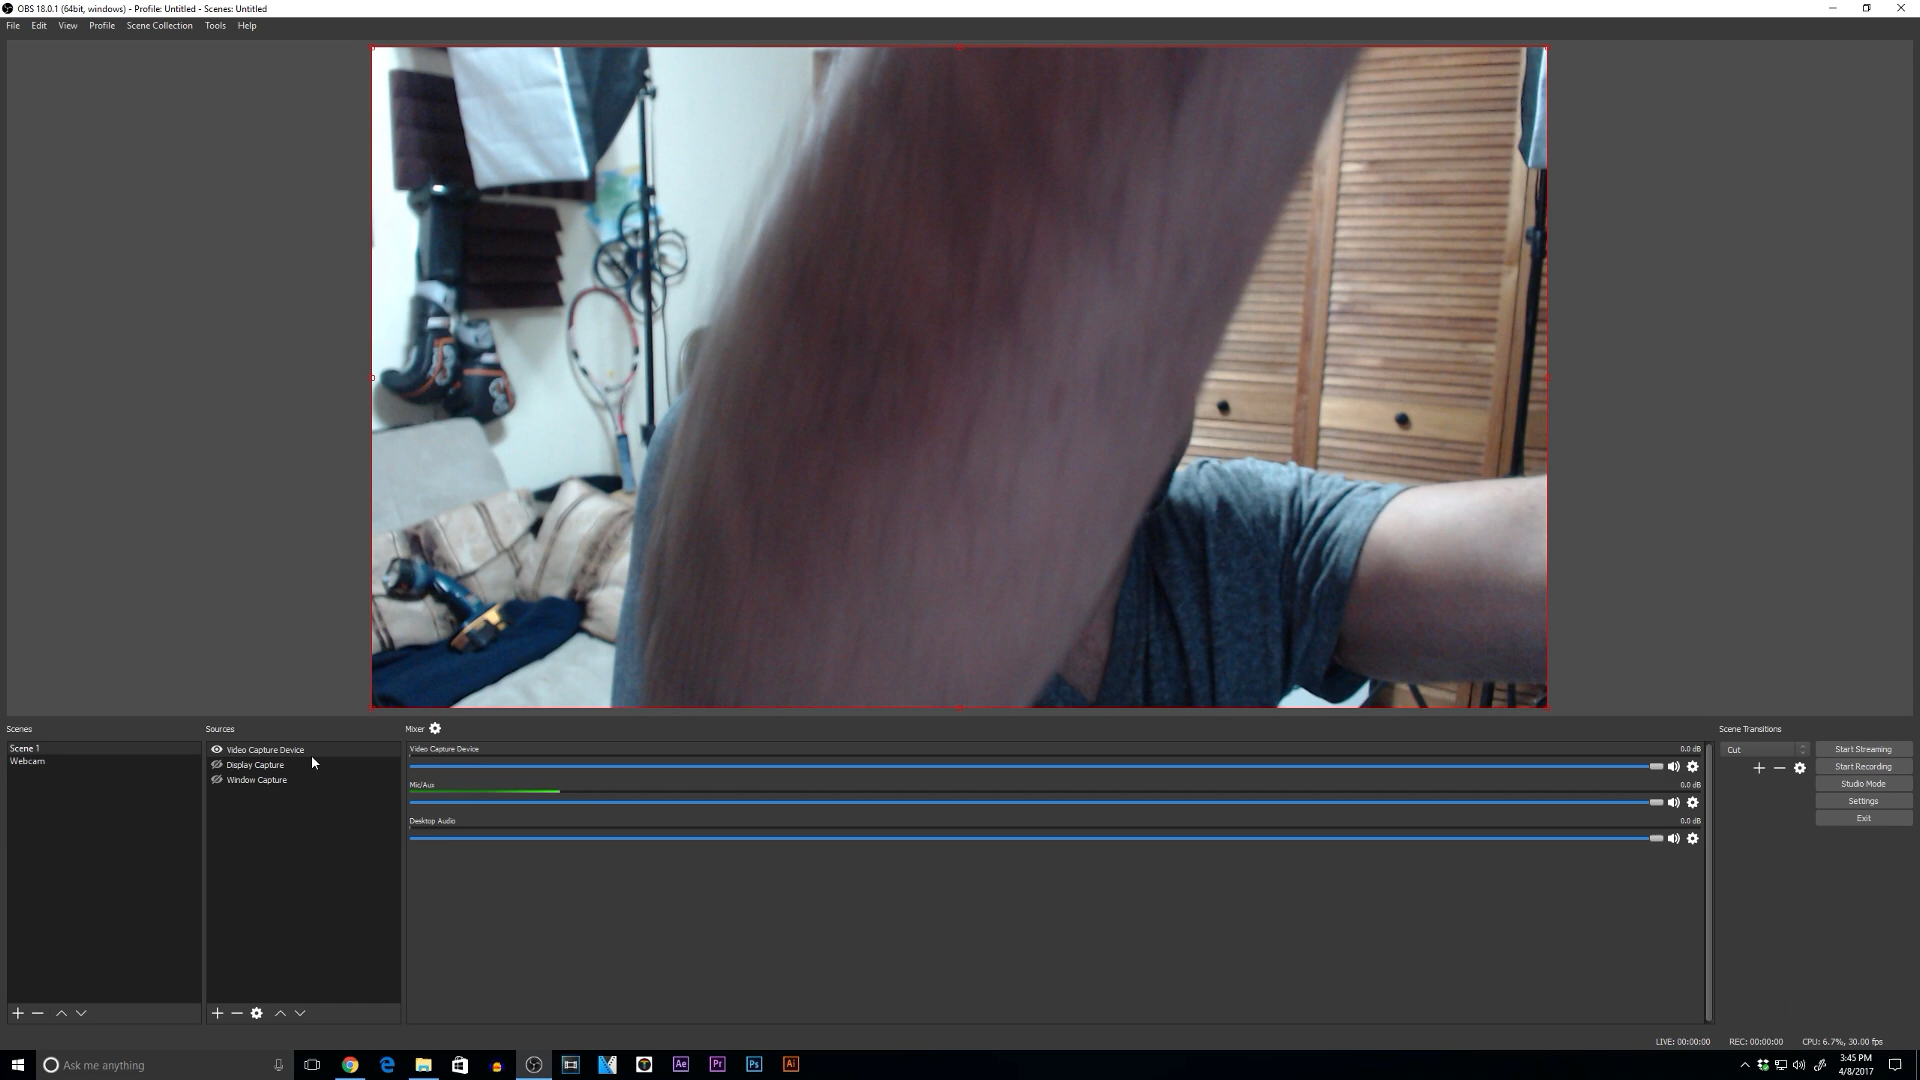 OBS 18.0.1 (64bit, windows) - Profile: Untitled - Scenes: Untitled
File Edit View Profile Scene Collection Tools Help
Scenes
Scene 1
Webcam
Sources
Video Capture Device
Display Capture
Window Capture
Mixer
Video Capture Device 0.0 dB
Mic/Aux 0.0 dB
Desktop Audio 0.0 dB
Scene Transitions
Cut
Start Streaming
Start Recording
Studio Mode
Settings
Exit
LIVE: 00:00:00 REC: 00:00:00 CPU: 6.7%, 30.00 fps
Ask me anything
Ae Pr Ps Ai
3:45 PM
4/8/2017